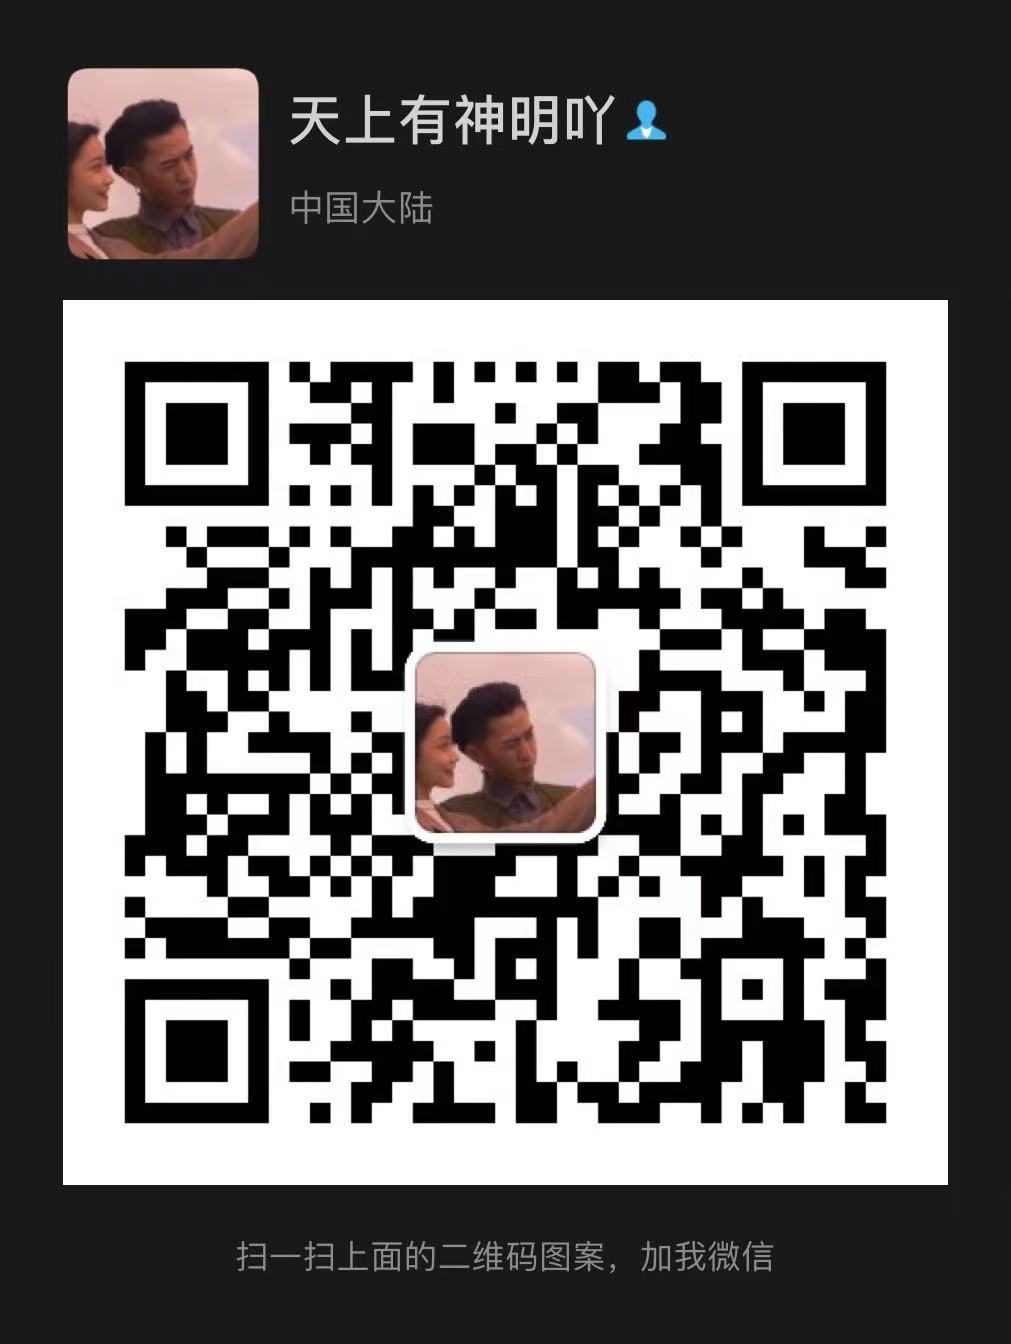 天上有神明吖
中国大陆
扫一扫上面的二维码图案，加我微信